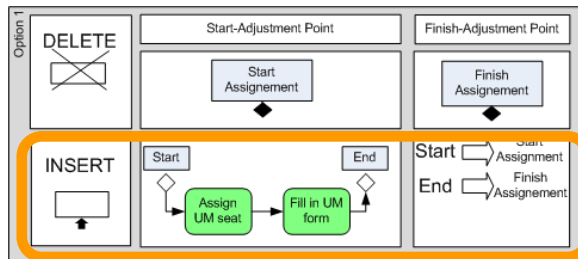 Option 1
DELETE
Start-Adjustment Point
Finish-Adjustment Point
Start
Assignement
Finish
Assignement
INSERT
Start
End
Assign
UM seat
Fill in UM
form
Start
Start
Assignment
End
Finish
Assignement